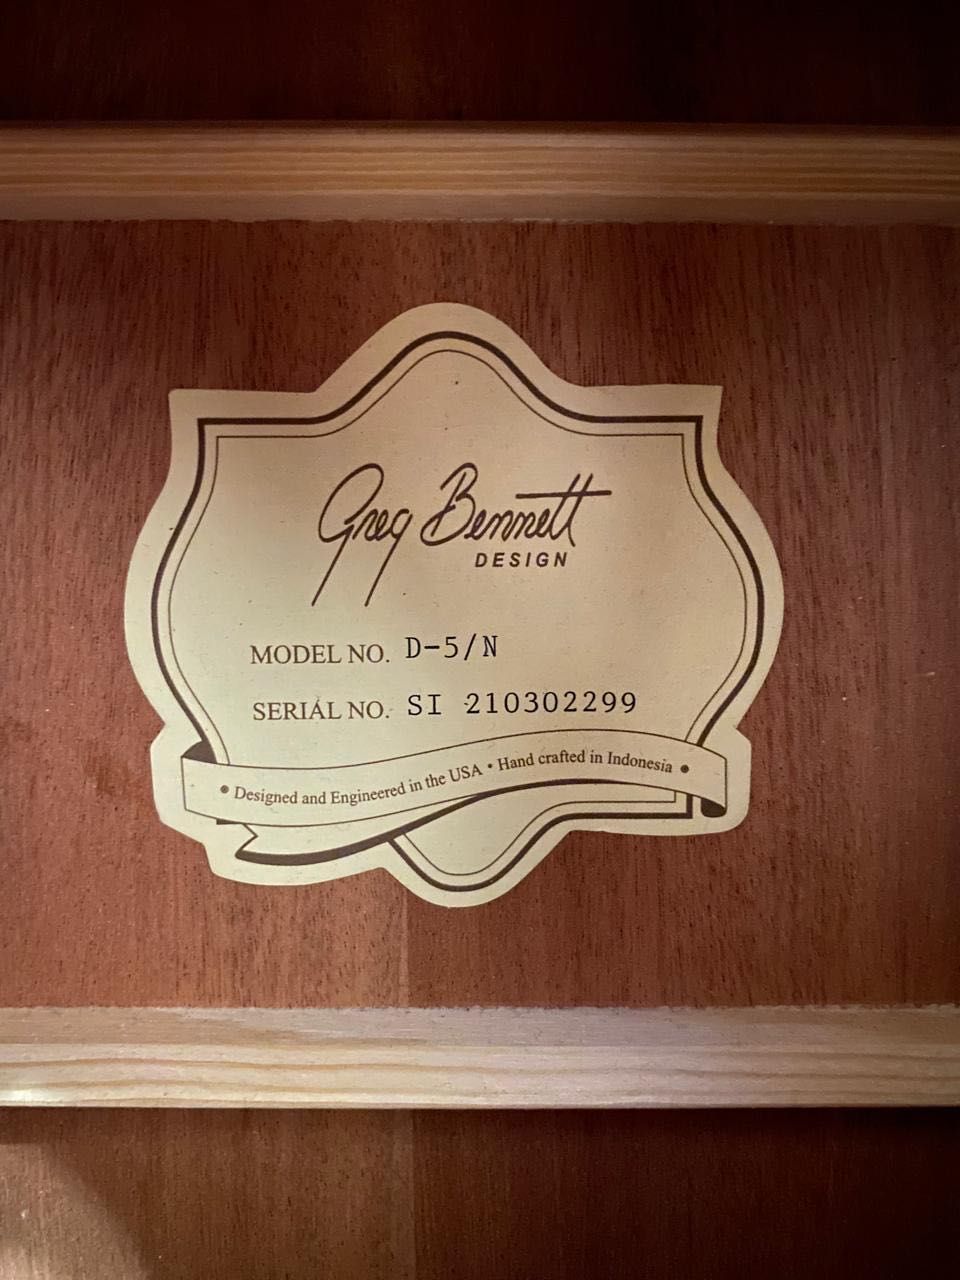 Greg Bennett
DESIGN
MODEL NO. D-5/N
SERIAL NO. SI 210302299
• Designed and Engineered in the USA • Hand crafted in Indonesia •